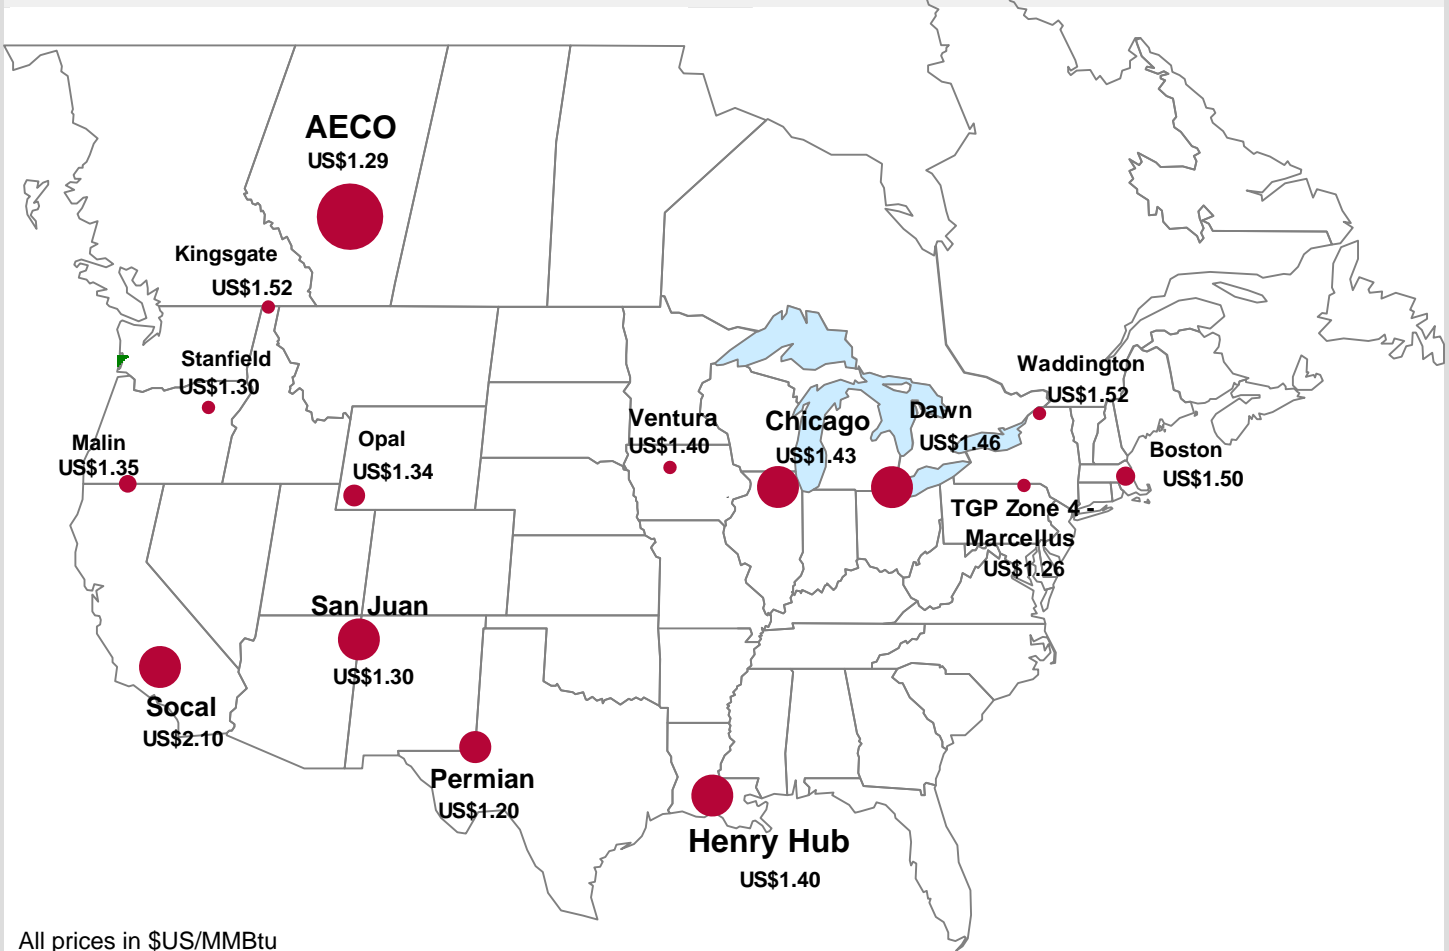 AECO
US$1.29
Kingsgate
US$1.52
Stanfield
US$1.30
Malin
US$1.35
Opal
US$1.34
Ventura
US$1.40
Chicago
US$1.43
Dawn
US$1.46
Waddington
US$1.52
Boston
US$1.50
TGP Zone 4 -
Marcellus
US$1.26
San Juan
US$1.30
Socal
US$2.10
Permian
US$1.20
Henry Hub
US$1.40
All prices in $US/MMBtu